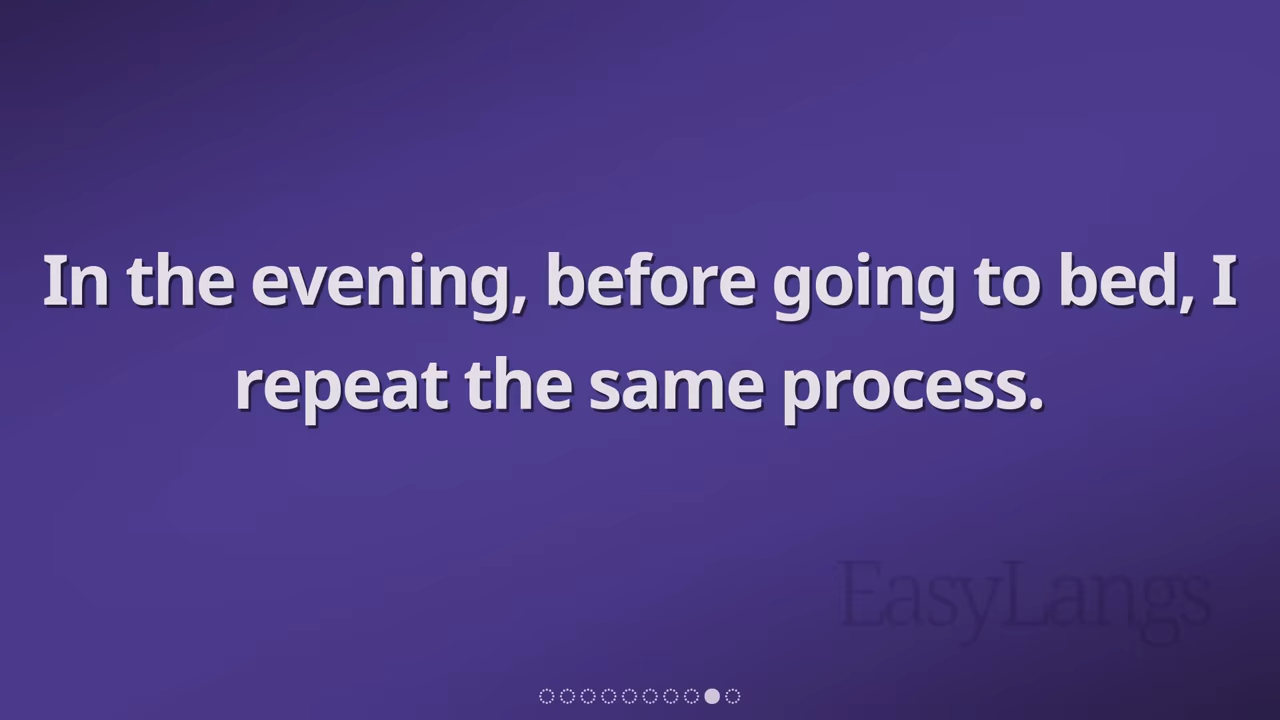 In the evening, before going to bed, I
repeat the same process.
EasyLangs